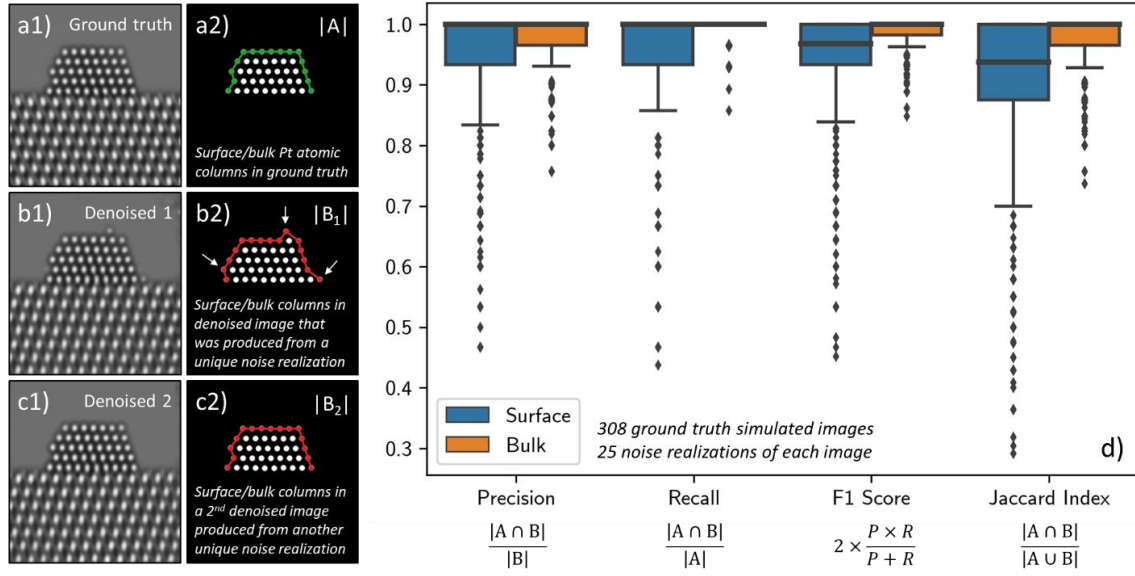 a1) Ground truth
a2) |A|
Surface/bulk Pt atomic
columns in ground truth
b1) Denoised 1
b2) |B₁|
Surface/bulk columns in
denoised image that
was produced from a
unique noise realization
c1) Denoised 2
c2) |B₂|
Surface/bulk columns in
a 2ⁿᵈ denoised image
produced from another
unique noise realization
1.0
0.9
0.8
0.7
0.6
0.5
0.4
0.3
Surface
Bulk
308 ground truth simulated images
25 noise realizations of each image
d)
Precision Recall F1 Score Jaccard Index
|A ∩ B| / |B|
|A ∩ B| / |A|
2 × P × R / P + R
|A ∩ B| / |A ∪ B|